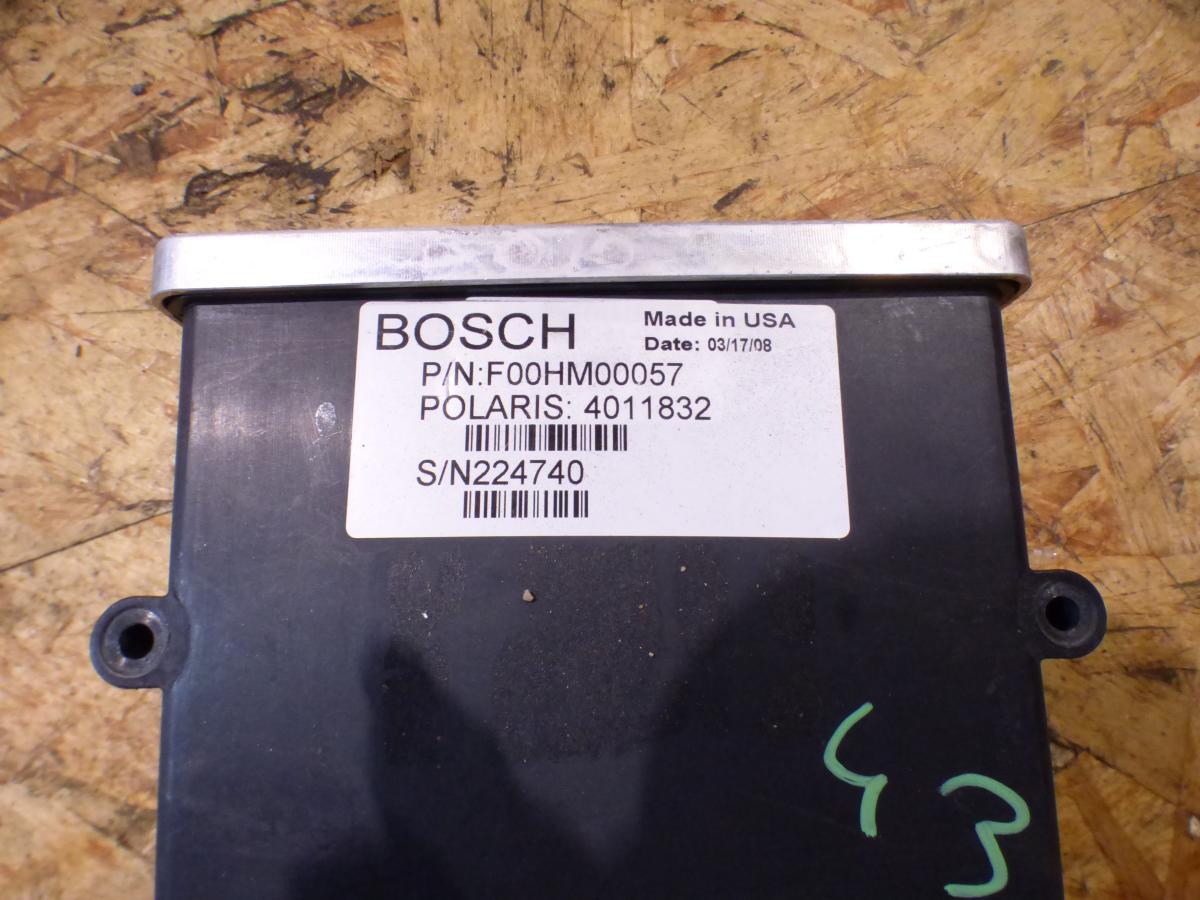 BOSCH
Made in USA
Date: 03/17/08
P/N:F00HM00057
POLARIS: 4011832
S/N224740
43